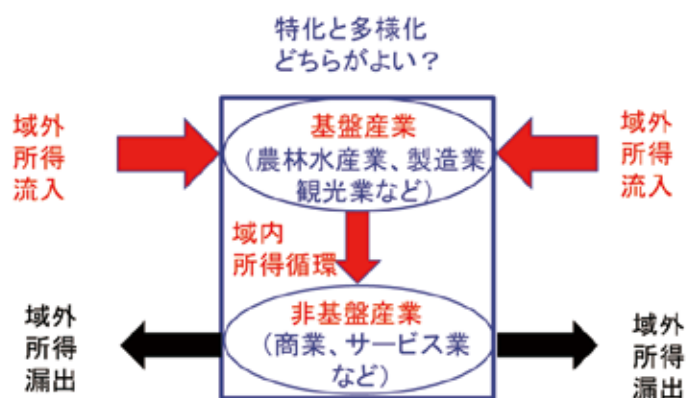 特化と多様化
どちらがよい？
域外
所得
流入
基盤産業
（農林水産業、製造業
観光業など）
域外
所得
流入
域内
所得循環
域外
所得
漏出
非基盤産業
（商業、サービス業
など）
域外
所得
漏出